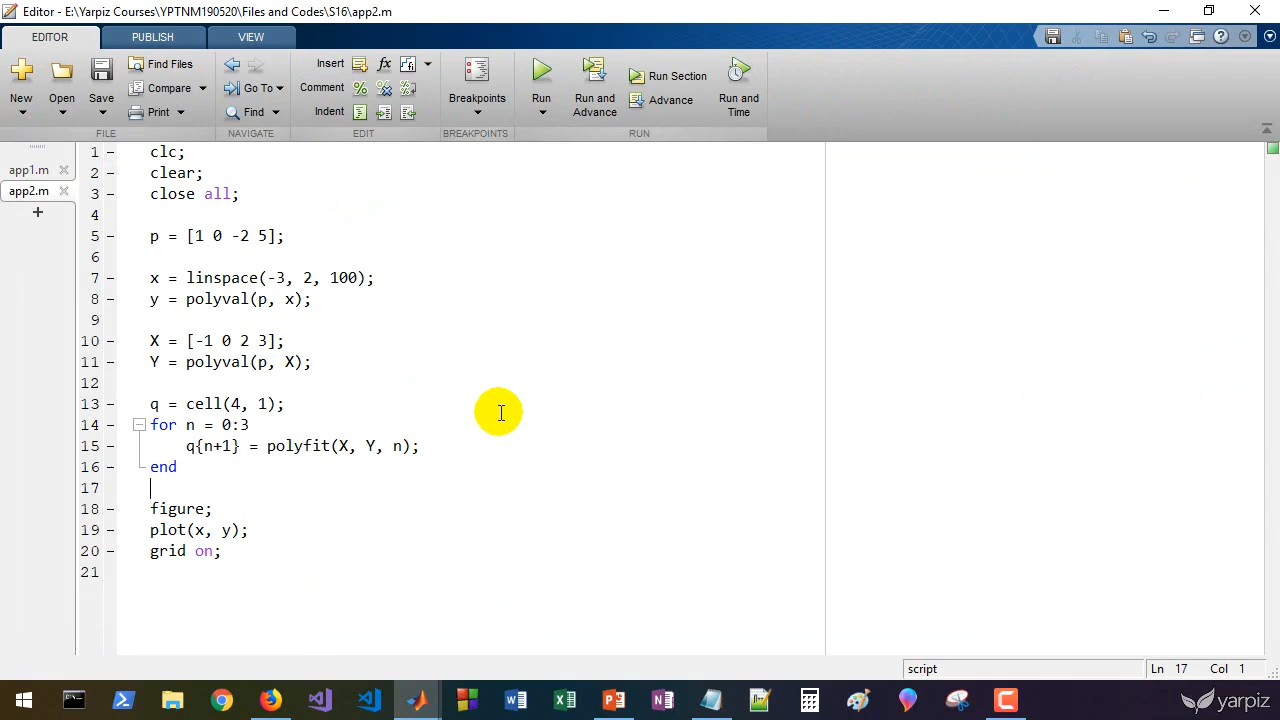 Editor - E:\Yarpiz Courses\YPTNM190520\Files and Codes\S16\app2.m
EDITOR PUBLISH VIEW
New Open Save Find Files Compare Print
Go To Find
Insert fx Comment Indent
Breakpoints
Run Run and Advance Run Section Advance Run and Time
FILE NAVIGATE EDIT BREAKPOINTS RUN
app1.m
app2.m
1 clc;
2 clear;
3 close all;
4
5 p = [1 0 -2 5];
6
7 x = linspace(-3, 2, 100);
8 y = polyval(p, x);
9
10 X = [-1 0 2 3];
11 Y = polyval(p, X);
12
13 q = cell(4, 1);
14 for n = 0:3
15 q{n+1} = polyfit(X, Y, n);
16 end
17
18 figure;
19 plot(x, y);
20 grid on;
21
script Ln 17 Col 1
yarpiz